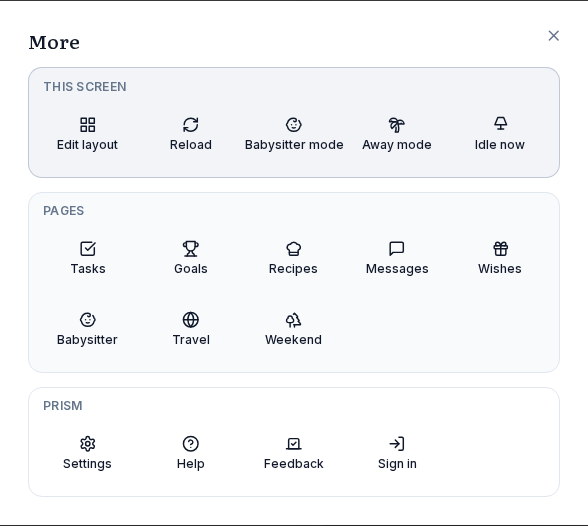 More
THIS SCREEN
Edit layout Reload Babysitter mode Away mode Idle now
PAGES
Tasks Goals Recipes Messages Wishes
Babysitter Travel Weekend
PRISM
Settings Help Feedback Sign in